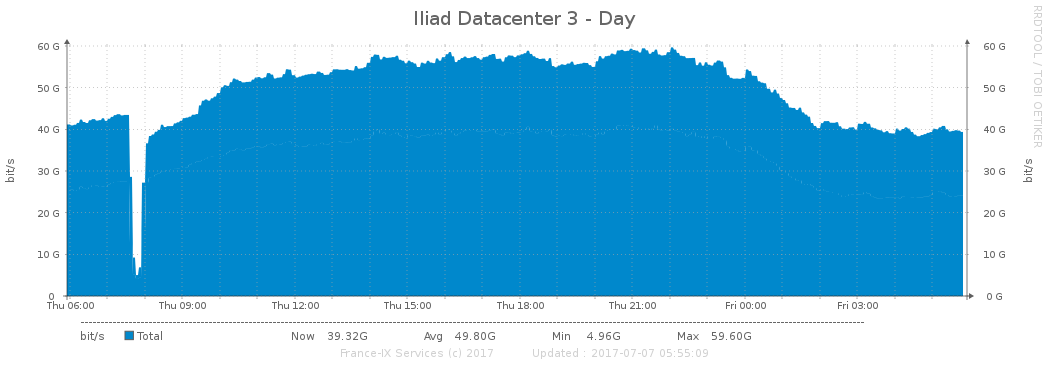 Iliad Datacenter 3 - Day
RRDTOOL / TOBI OETIKER
bit/s
60 G
50 G
40 G
30 G
20 G
10 G
0
60 G
50 G
40 G
30 G
20 G
10 G
0 G
bit/s
Thu 06:00 Thu 09:00 Thu 12:00 Thu 15:00 Thu 18:00 Thu 21:00 Fri 00:00 Fri 03:00
bit/s Total Now 39.32G Avg 49.80G Min 4.96G Max 59.60G
France-IX Services (c) 2017 Updated : 2017-07-07 05:55:09